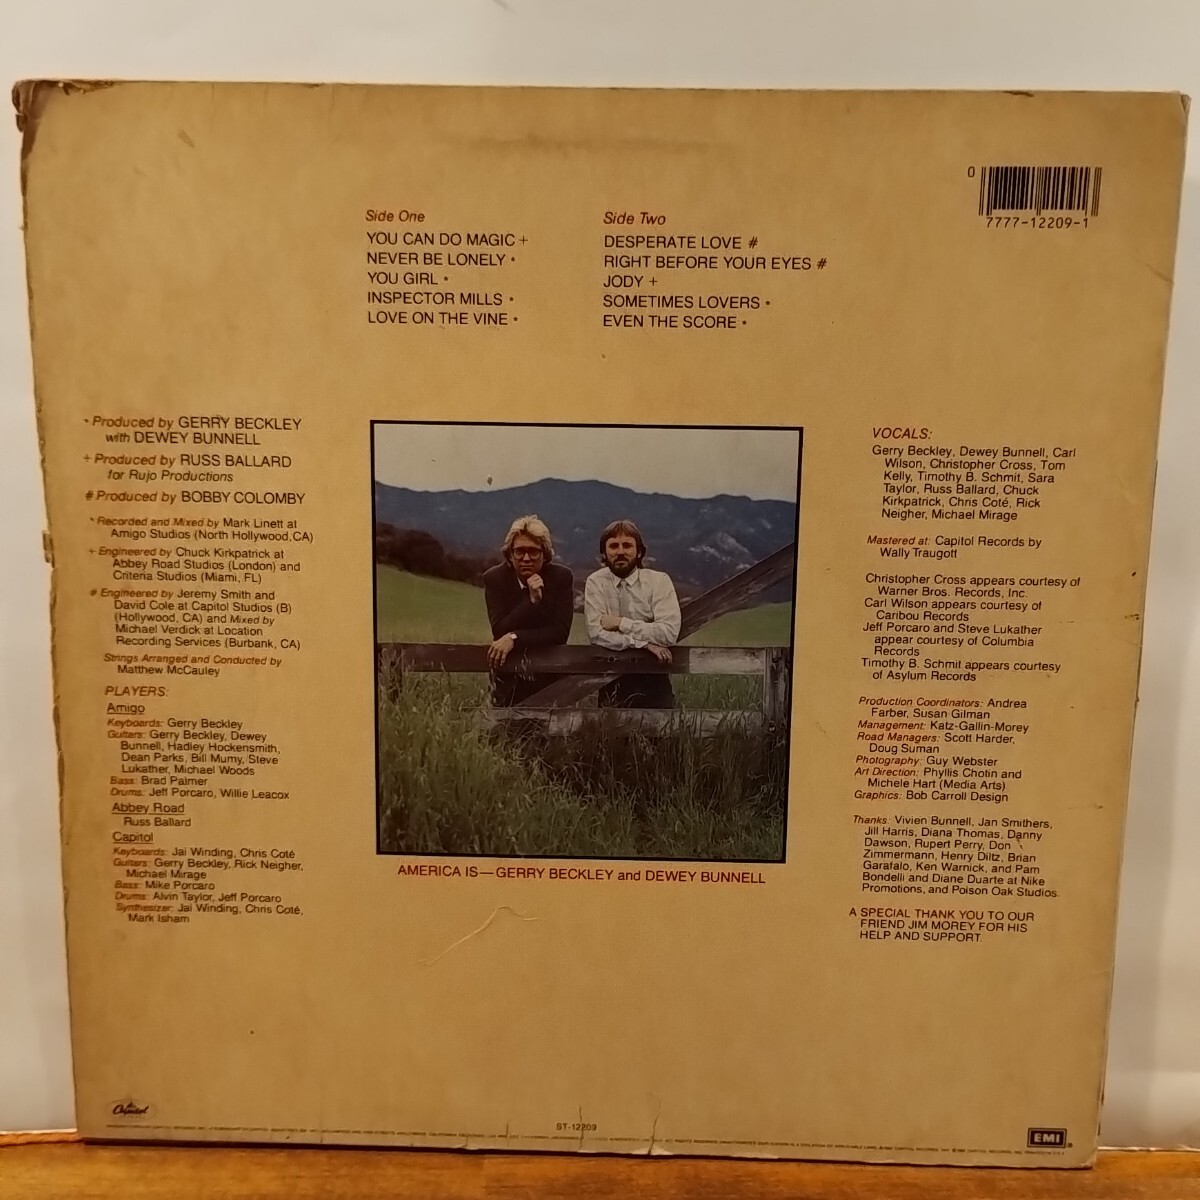 0
7777-12209-1
Side One
YOU CAN DO MAGIC +
NEVER BE LONELY *
YOU GIRL *
INSPECTOR MILLS *
LOVE ON THE VINE *
Side Two
DESPERATE LOVE #
RIGHT BEFORE YOUR EYES #
JODY +
SOMETIMES LOVERS *
EVEN THE SCORE *
* Produced by GERRY BECKLEY
with DEWEY BUNNELL
+ Produced by RUSS BALLARD
for Rujo Productions
# Produced by BOBBY COLOMBY
* Recorded and Mixed by Mark Linett at
Amigo Studios (North Hollywood,CA)
+ Engineered by Chuck Kirkpatrick at
Abbey Road Studios (London) and
Criteria Studios (Miami, FL)
# Engineered by Jeremy Smith and
David Cole at Capitol Studios (B)
(Hollywood, CA) and Mixed by
Michael Verdick at Location
Recording Services (Burbank, CA)
Strings Arranged and Conducted by
Matthew McCauley
PLAYERS:
Amigo
Keyboards: Gerry Beckley
Guitars: Gerry Beckley, Dewey
Bunnell, Hadley Hockensmith,
Dean Parks, Bill Mumy, Steve
Lukather, Michael Woods
Bass: Brad Palmer
Drums: Jeff Porcaro, Willie Leacox
Abbey Road
Russ Ballard
Capitol
Keyboards: Jai Winding, Chris Coté
Guitars: Gerry Beckley, Rick Neigher,
Michael Mirage
Bass: Mike Porcaro
Drums: Alvin Taylor, Jeff Porcaro
Synthesizer: Jai Winding, Chris Coté,
Mark Isham
AMERICA IS—GERRY BECKLEY and DEWEY BUNNELL
VOCALS:
Gerry Beckley, Dewey Bunnell, Carl
Wilson, Christopher Cross, Tom
Kelly, Timothy B. Schmit, Sara
Taylor, Russ Ballard, Chuck
Kirkpatrick, Chris Coté, Rick
Neigher, Michael Mirage
Mastered at: Capitol Records by
Wally Traugott
Christopher Cross appears courtesy of
Warner Bros. Records, Inc.
Carl Wilson appears courtesy of
Caribou Records
Jeff Porcaro and Steve Lukather
appear courtesy of Columbia
Records
Timothy B. Schmit appears courtesy
of Asylum Records
Production Coordinators: Andrea
Farber, Susan Gilman
Management: Katz-Gallin-Morey
Road Managers: Scott Harder,
Doug Suman
Photography: Guy Webster
Art Direction: Phyllis Chotin and
Michele Hart (Media Arts)
Graphics: Bob Carroll Design
Thanks: Vivien Bunnell, Jan Smithers,
Jill Harris, Diana Thomas, Danny
Dawson, Rupert Perry, Don
Zimmermann, Henry Diltz, Brian
Garafalo, Ken Warnick, and Pam
Bondelli and Diane Duarte at Nike
Promotions, and Poison Oak Studios.
A SPECIAL THANK YOU TO OUR
FRIEND JIM MOREY FOR HIS
HELP AND SUPPORT.
Capitol
ST-12209
EMI